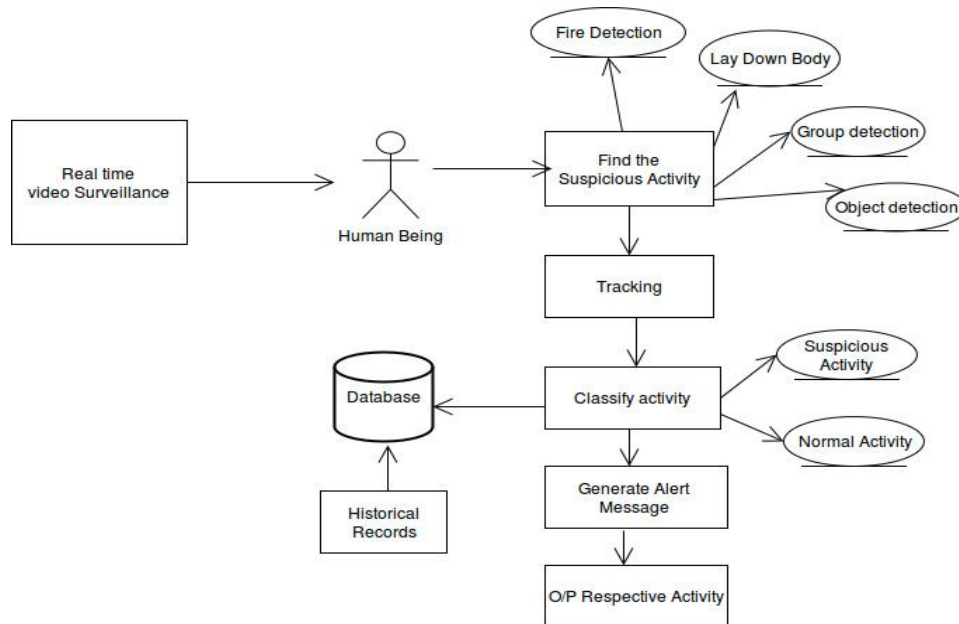 Fire Detection
Lay Down Body
Group detection
Object detection
Real time
video Surveillance
Human Being
Find the
Suspicious Activity
Tracking
Suspicious
Activity
Database
Classify activity
Normal Activity
Historical
Records
Generate Alert
Message
O/P Respective Activity